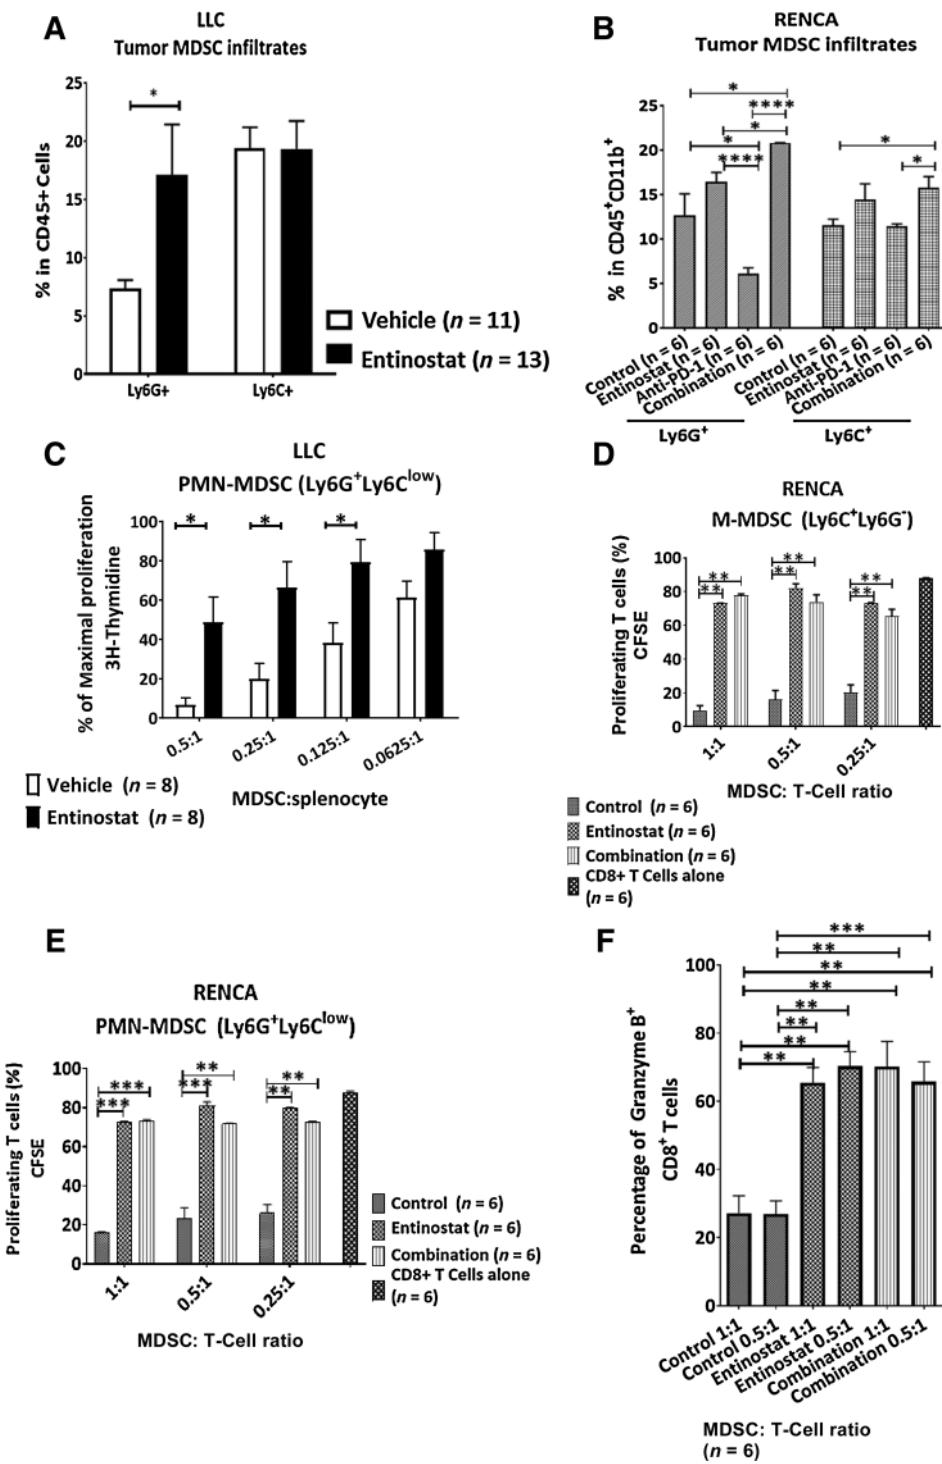 A
LLC
Tumor MDSC infiltrates
% in CD45+ Cells
25
20
15
10
5
0
*
Ly6G+
Ly6C+
Vehicle (n = 11)
Entinostat (n = 13)
B
RENCA
Tumor MDSC infiltrates
% in CD45⁺CD11b⁺
25
20
15
10
5
0
*
****
*
*
****
*
*
Control (n = 6)
Entinostat (n = 6)
Anti-PD-1 (n = 6)
Combination (n = 6)
Control (n = 6)
Entinostat (n = 6)
Anti-PD-1 (n = 6)
Combination (n = 6)
Ly6G⁺
Ly6C⁺
C
LLC
PMN-MDSC (Ly6G⁺Ly6Cˡᵒʷ)
% of Maximal proliferation
3H-Thymidine
100
80
60
40
20
0
*
*
*
0.5:1
0.25:1
0.125:1
0.0625:1
MDSC:splenocyte
Vehicle (n = 8)
Entinostat (n = 8)
D
RENCA
M-MDSC (Ly6C⁺Ly6G⁻)
Proliferating T cells (%)
CFSE
100
80
60
40
20
0
**
**
**
**
**
**
1:1
0.5:1
0.25:1
MDSC: T-Cell ratio
Control (n = 6)
Entinostat (n = 6)
Combination (n = 6)
CD8+ T Cells alone
(n = 6)
E
RENCA
PMN-MDSC (Ly6G⁺Ly6Cˡᵒʷ)
Proliferating T cells (%)
CFSE
100
80
60
40
20
0
***
***
**
***
**
**
1:1
0.5:1
0.25:1
MDSC: T-Cell ratio
Control (n = 6)
Entinostat (n = 6)
Combination (n = 6)
CD8+ T Cells alone
(n = 6)
F
Percentage of Granzyme B⁺
CD8⁺ T cells
100
80
60
40
20
0
***
**
**
**
**
**
**
**
Control 1:1
Control 0.5:1
Entinostat 1:1
Entinostat 0.5:1
Combination 1:1
Combination 0.5:1
MDSC: T-Cell ratio
(n = 6)